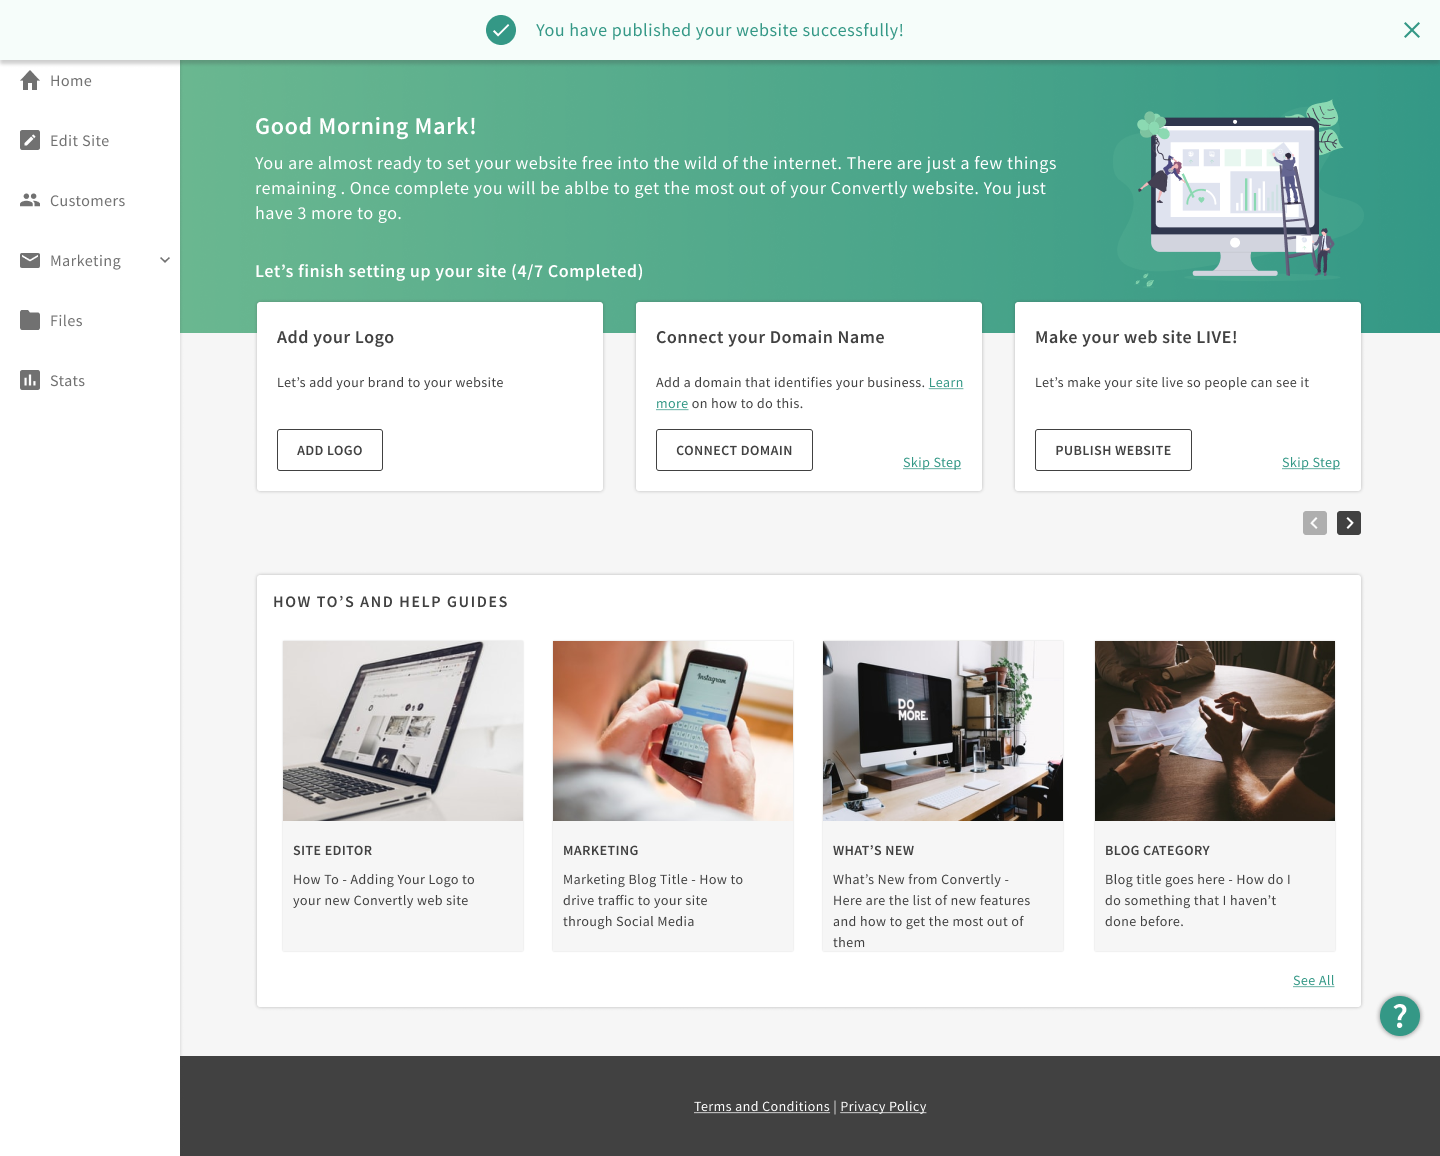 You have published your website successfully!
Home
Edit Site
Customers
Marketing
Files
Stats
Good Morning Mark!
You are almost ready to set your website free into the wild of the internet. There are just a few things
remaining . Once complete you will be ablbe to get the most out of your Convertly website. You just
have 3 more to go.
Let’s finish setting up your site (4/7 Completed)
Add your Logo
Let’s add your brand to your website
ADD LOGO
Connect your Domain Name
Add a domain that identifies your business. Learn
more on how to do this.
CONNECT DOMAIN
Skip Step
Make your web site LIVE!
Let’s make your site live so people can see it
PUBLISH WEBSITE
Skip Step
HOW TO’S AND HELP GUIDES
Instagram
DO
MORE.
SITE EDITOR
How To - Adding Your Logo to
your new Convertly web site
MARKETING
Marketing Blog Title - How to
drive traffic to your site
through Social Media
WHAT’S NEW
What’s New from Convertly -
Here are the list of new features
and how to get the most out of
them
BLOG CATEGORY
Blog title goes here - How do I
do something that I haven’t
done before.
See All
?
Terms and Conditions | Privacy Policy